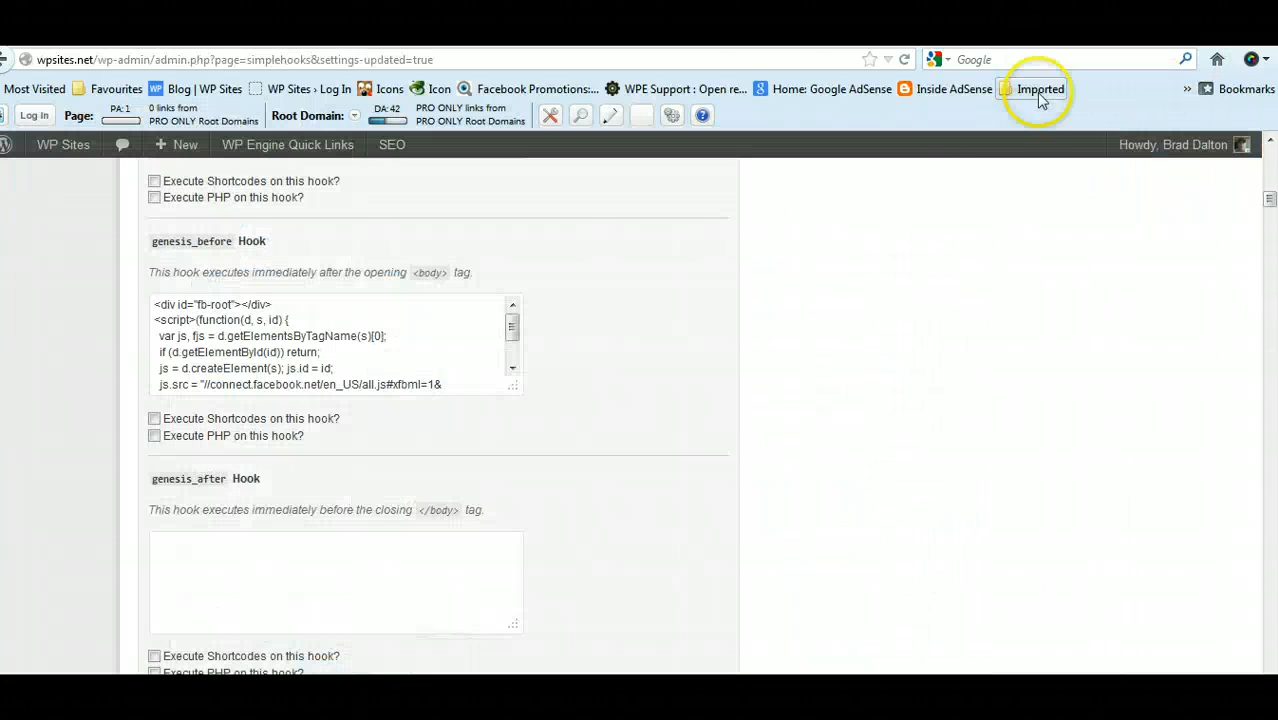 wpsites.net/wp-admin/admin.php?page=simplehooks&settings-updated=true
Google
Most Visited Favourites Blog | WP Sites WP Sites › Log In Icons Icon Facebook Promotions:... WPE Support : Open re... Home: Google AdSense Inside AdSense Imported » Bookmarks
Log In Page: PA: 1 0 links from PRO ONLY Root Domains Root Domain: DA: 42 PRO ONLY links from PRO ONLY Root Domains
WP Sites + New WP Engine Quick Links SEO Howdy, Brad Dalton
Execute Shortcodes on this hook?
Execute PHP on this hook?
genesis_before Hook
This hook executes immediately after the opening <body> tag.
<div id="fb-root"></div>
<script>(function(d, s, id) {
var js, fjs = d.getElementsByTagName(s)[0];
if (d.getElementById(id)) return;
js = d.createElement(s); js.id = id;
js.src = "//connect.facebook.net/en_US/all.js#xfbml=1&
Execute Shortcodes on this hook?
Execute PHP on this hook?
genesis_after Hook
This hook executes immediately before the closing </body> tag.
Execute Shortcodes on this hook?
Execute PHP on this hook?